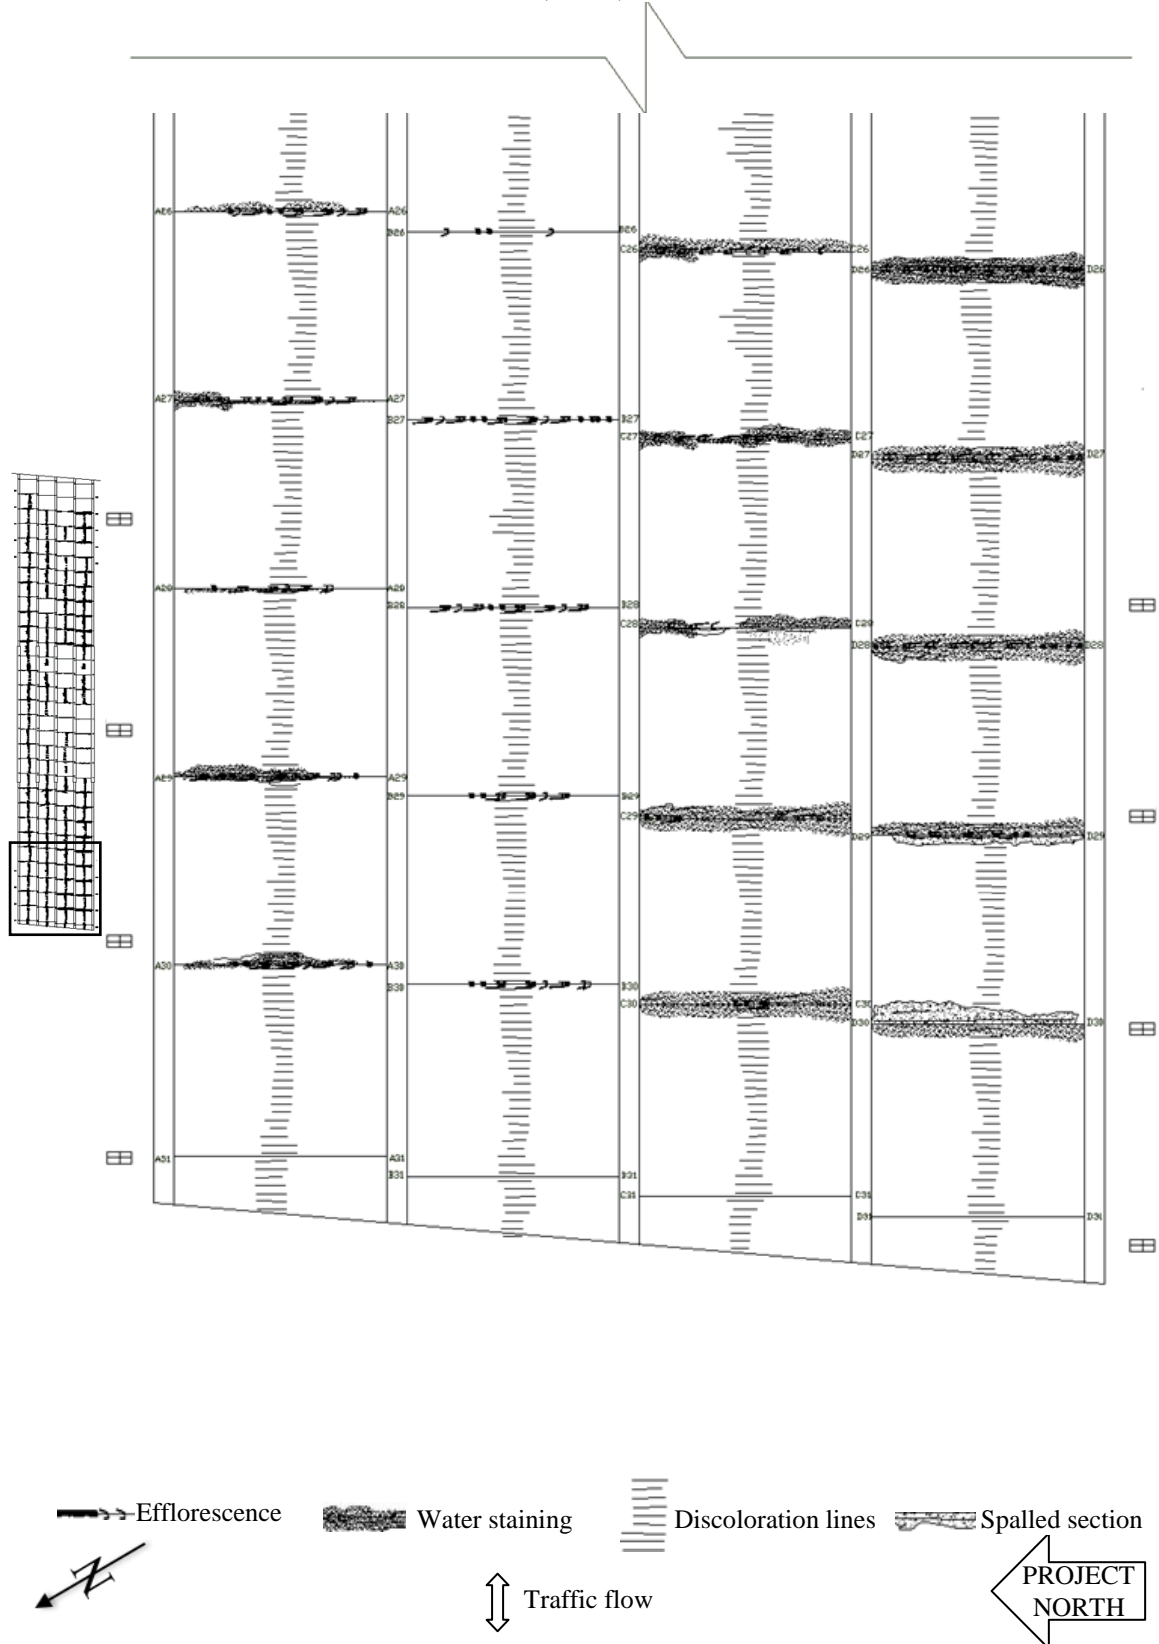 A26 A26
B26 B26
C26 C26
D26 D26
A27 A27
B27 B27
C27 C27
D27 D27
A28 A28
B28 B28
C28 C28
D28 D28
A29 A29
B29 B29
C29 C29
D29 D29
A30 A30
B30 B30
C30 C30
D30 D30
A31 A31
B31 B31
C31 C31
D31 D31
Efflorescence
Water staining
Discoloration lines
Spalled section
N
Traffic flow
PROJECT
NORTH